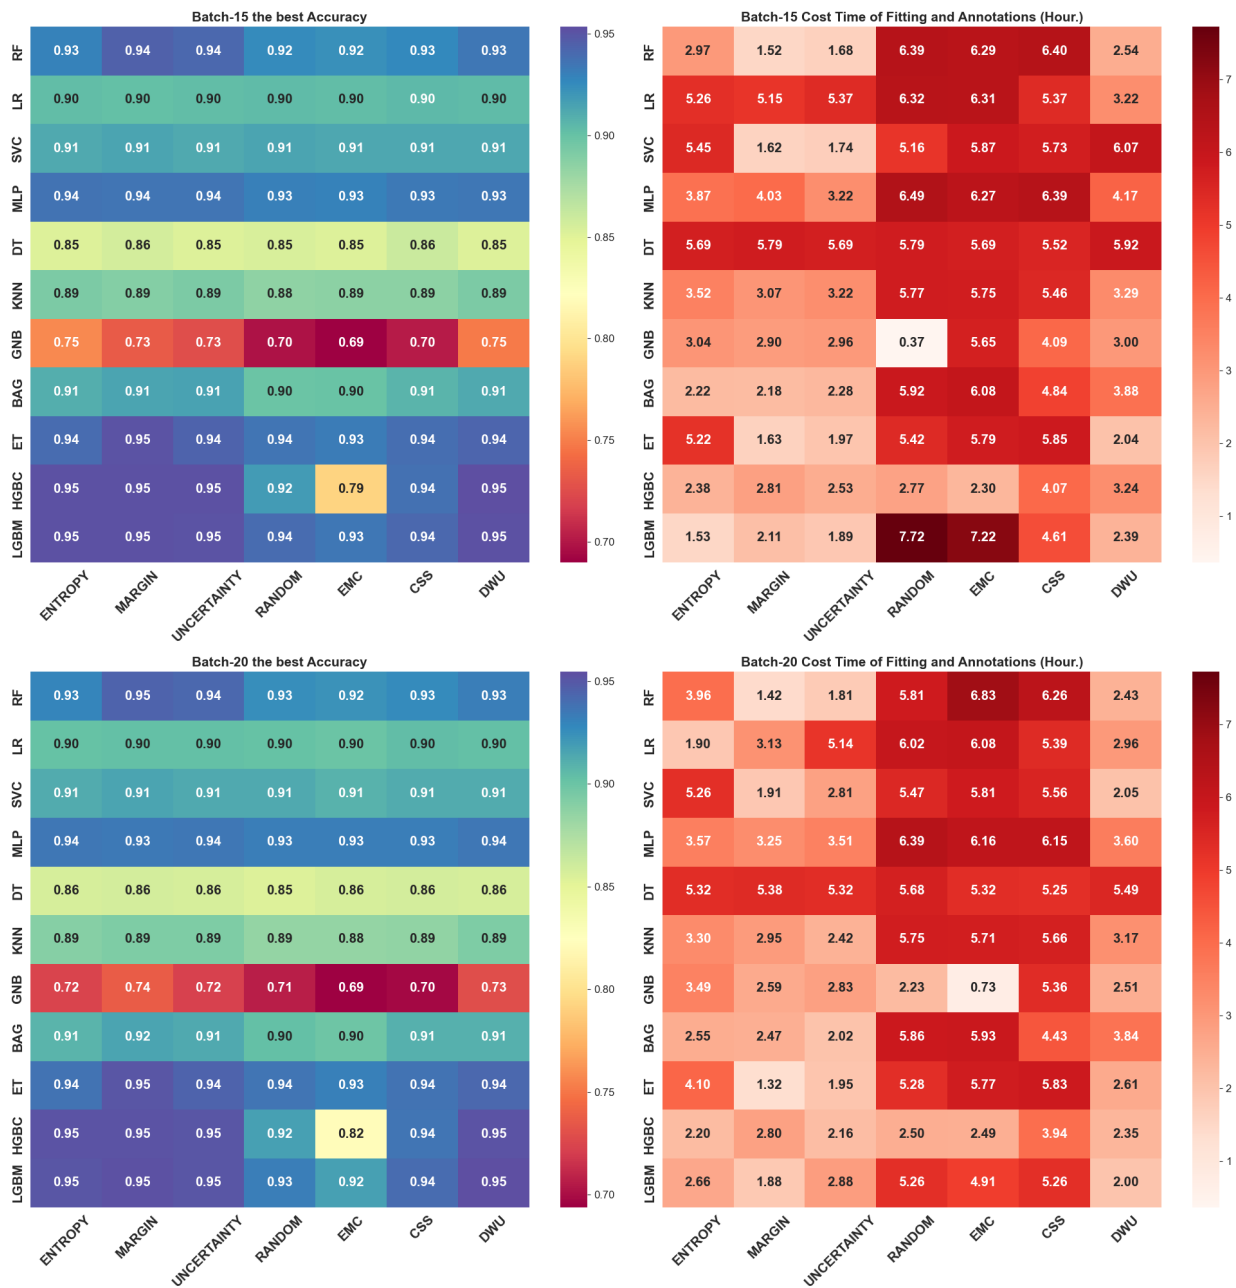 Batch-15 the best Accuracy
RF 0.93 0.94 0.94 0.92 0.92 0.93 0.93
LR 0.90 0.90 0.90 0.90 0.90 0.90 0.90
SVC 0.91 0.91 0.91 0.91 0.91 0.91 0.91
MLP 0.94 0.94 0.94 0.93 0.93 0.93 0.93
DT 0.85 0.86 0.85 0.85 0.85 0.86 0.85
KNN 0.89 0.89 0.89 0.88 0.89 0.89 0.89
GNB 0.75 0.73 0.73 0.70 0.69 0.70 0.75
BAG 0.91 0.91 0.91 0.90 0.90 0.91 0.91
ET 0.94 0.95 0.94 0.94 0.93 0.94 0.94
HGBC 0.95 0.95 0.95 0.92 0.79 0.94 0.95
LGBM 0.95 0.95 0.95 0.94 0.93 0.94 0.95
ENTROPY MARGIN UNCERTAINTY RANDOM EMC CSS DWU
0.95
0.90
0.85
0.80
0.75
0.70
Batch-15 Cost Time of Fitting and Annotations (Hour.)
RF 2.97 1.52 1.68 6.39 6.29 6.40 2.54
LR 5.26 5.15 5.37 6.32 6.31 5.37 3.22
SVC 5.45 1.62 1.74 5.16 5.87 5.73 6.07
MLP 3.87 4.03 3.22 6.49 6.27 6.39 4.17
DT 5.69 5.79 5.69 5.79 5.69 5.52 5.92
KNN 3.52 3.07 3.22 5.77 5.75 5.46 3.29
GNB 3.04 2.90 2.96 0.37 5.65 4.09 3.00
BAG 2.22 2.18 2.28 5.92 6.08 4.84 3.88
ET 5.22 1.63 1.97 5.42 5.79 5.85 2.04
HGBC 2.38 2.81 2.53 2.77 2.30 4.07 3.24
LGBM 1.53 2.11 1.89 7.72 7.22 4.61 2.39
ENTROPY MARGIN UNCERTAINTY RANDOM EMC CSS DWU
7
6
5
4
3
2
1
Batch-20 the best Accuracy
RF 0.93 0.95 0.94 0.93 0.92 0.93 0.93
LR 0.90 0.90 0.90 0.90 0.90 0.90 0.90
SVC 0.91 0.91 0.91 0.91 0.91 0.91 0.91
MLP 0.94 0.93 0.94 0.93 0.93 0.93 0.94
DT 0.86 0.86 0.86 0.85 0.86 0.86 0.86
KNN 0.89 0.89 0.89 0.89 0.88 0.89 0.89
GNB 0.72 0.74 0.72 0.71 0.69 0.70 0.73
BAG 0.91 0.92 0.91 0.90 0.90 0.91 0.91
ET 0.94 0.95 0.94 0.94 0.93 0.94 0.94
HGBC 0.95 0.95 0.95 0.92 0.82 0.94 0.95
LGBM 0.95 0.95 0.95 0.93 0.92 0.94 0.95
ENTROPY MARGIN UNCERTAINTY RANDOM EMC CSS DWU
0.95
0.90
0.85
0.80
0.75
0.70
Batch-20 Cost Time of Fitting and Annotations (Hour.)
RF 3.96 1.42 1.81 5.81 6.83 6.26 2.43
LR 1.90 3.13 5.14 6.02 6.08 5.39 2.96
SVC 5.26 1.91 2.81 5.47 5.81 5.56 2.05
MLP 3.57 3.25 3.51 6.39 6.16 6.15 3.60
DT 5.32 5.38 5.32 5.68 5.32 5.25 5.49
KNN 3.30 2.95 2.42 5.75 5.71 5.66 3.17
GNB 3.49 2.59 2.83 2.23 0.73 5.36 2.51
BAG 2.55 2.47 2.02 5.86 5.93 4.43 3.84
ET 4.10 1.32 1.95 5.28 5.77 5.83 2.61
HGBC 2.20 2.80 2.16 2.50 2.49 3.94 2.35
LGBM 2.66 1.88 2.88 5.26 4.91 5.26 2.00
ENTROPY MARGIN UNCERTAINTY RANDOM EMC CSS DWU
7
6
5
4
3
2
1